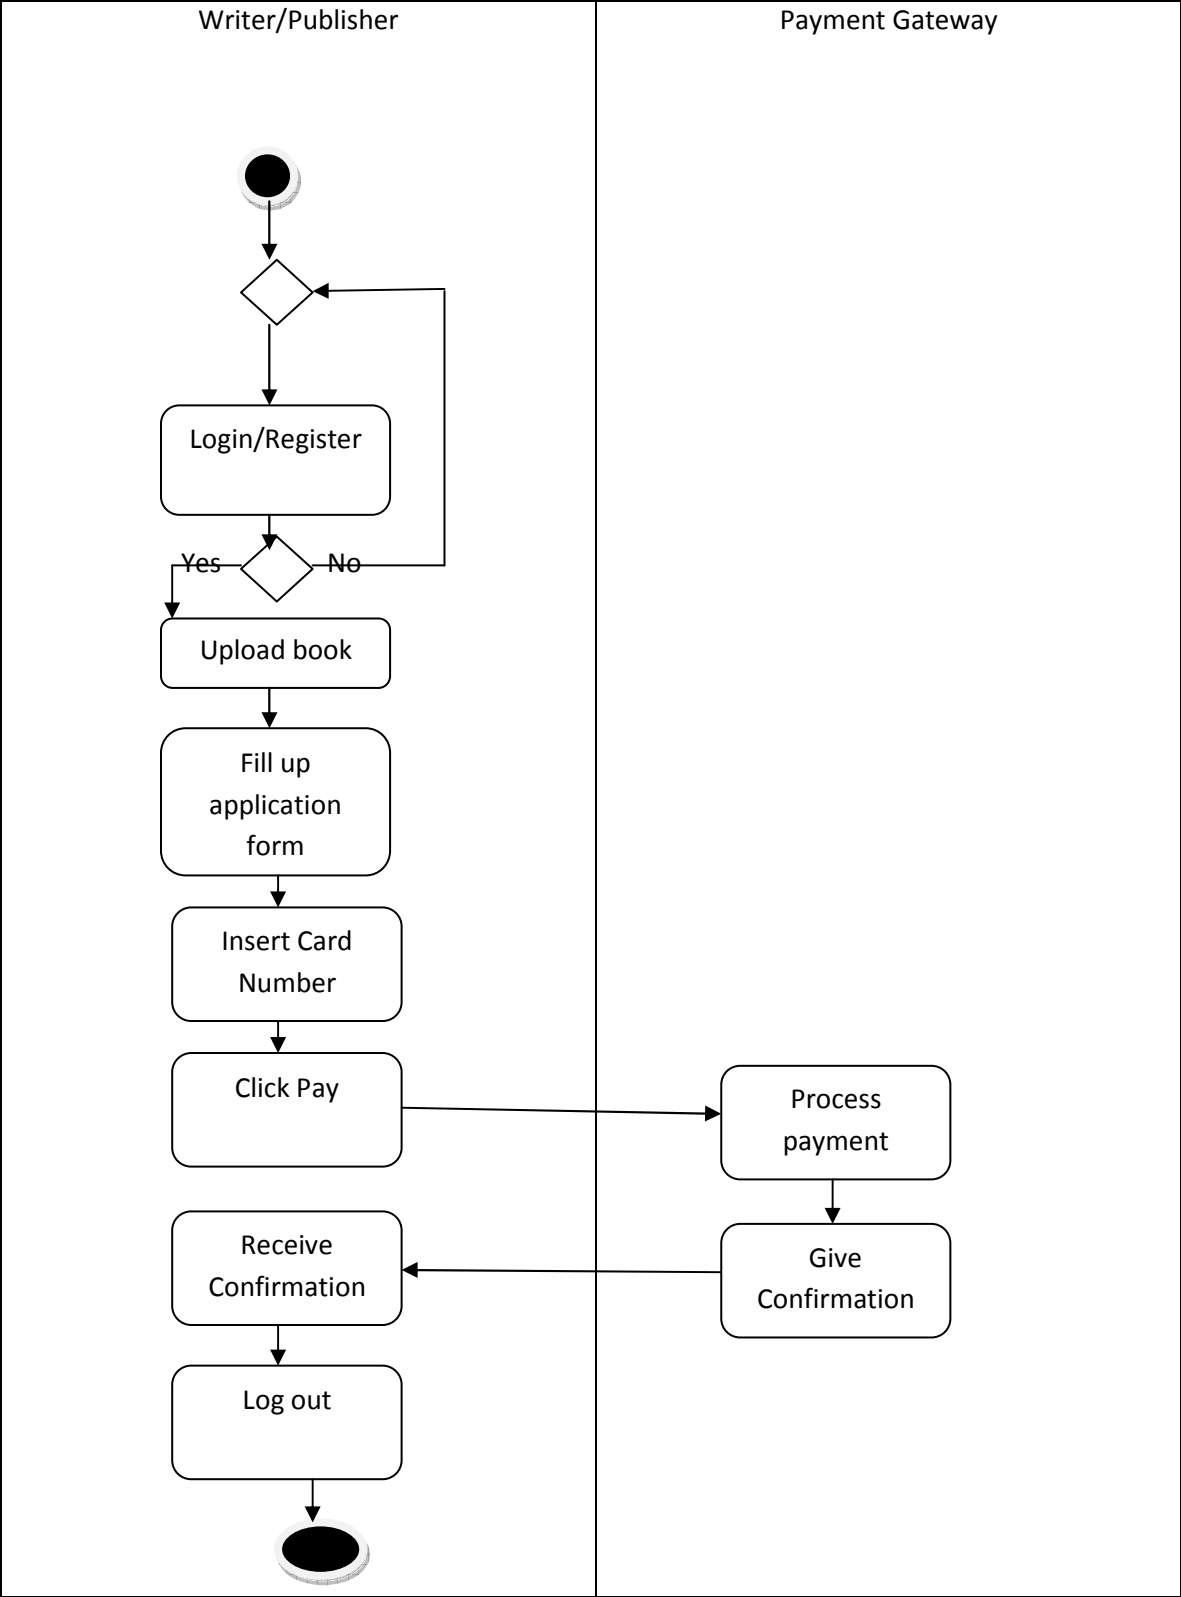 Writer/Publisher
Payment Gateway
Login/Register
Yes
No
Upload book
Fill up
application
form
Insert Card
Number
Click Pay
Process
payment
Receive
Confirmation
Give
Confirmation
Log out